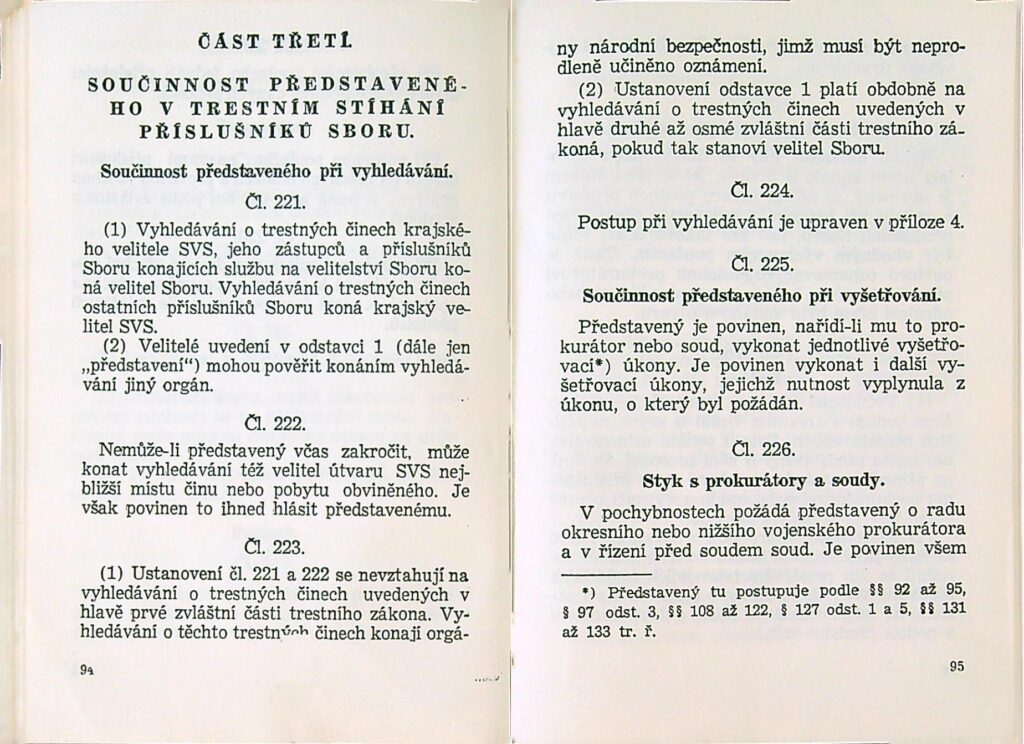 ČÁST TŘETÍ.
SOUČINNOST PŘEDSTAVENÉ-
HO V TRESTNÍM STÍHÁNÍ
PŘÍSLUŠNÍKŮ SBORU.
Součinnost představeného při vyhledávání.
Čl. 221.
(1) Vyhledávání o trestných činech krajské-
ho velitele SVS, jeho zástupců a příslušníků
Sboru konajících službu na velitelství Sboru ko-
ná velitel Sboru. Vyhledávání o trestných činech
ostatních příslušníků Sboru koná krajský ve-
litel SVS.
(2) Velitelé uvedení v odstavci 1 (dále jen
„představení“) mohou pověřit konáním vyhledá-
vání jiný orgán.
Čl. 222.
Nemůže-li představený včas zakročit, může
konat vyhledávání též velitel útvaru SVS nej-
bližší místu činu nebo pobytu obviněného. Je
však povinen to ihned hlásit představenému.
Čl. 223.
(1) Ustanovení čl. 221 a 222 se nevztahují na
vyhledávání o trestných činech uvedených v
hlavě prvé zvláštní části trestního zákona. Vy-
hledávání o těchto trestných činech konají orgá-
94
ny národní bezpečnosti, jimž musí být nepro-
dleně učiněno oznámení.
(2) Ustanovení odstavce 1 platí obdobně na
vyhledávání o trestných činech uvedených v
hlavě druhé až osmé zvláštní části trestního zá-
koná, pokud tak stanoví velitel Sboru.
Čl. 224.
Postup při vyhledávání je upraven v příloze 4.
Čl. 225.
Součinnost představeného při vyšetřování.
Představený je povinen, nařídí-li mu to pro-
kurátor nebo soud, vykonat jednotlivé vyšetřo-
vací*) úkony. Je povinen vykonat i další vy-
šetřovací úkony, jejichž nutnost vyplynula z
úkonu, o který byl požádán.
Čl. 226.
Styk s prokurátory a soudy.
V pochybnostech požádá představený o radu
okresního nebo nižšího vojenského prokurátora
a v řízení před soudem soud. Je povinen všem
*) Představený tu postupuje podle §§ 92 až 95,
§ 97 odst. 3, §§ 108 až 122, § 127 odst. 1 a 5, §§ 131
až 133 tr. ř.
95